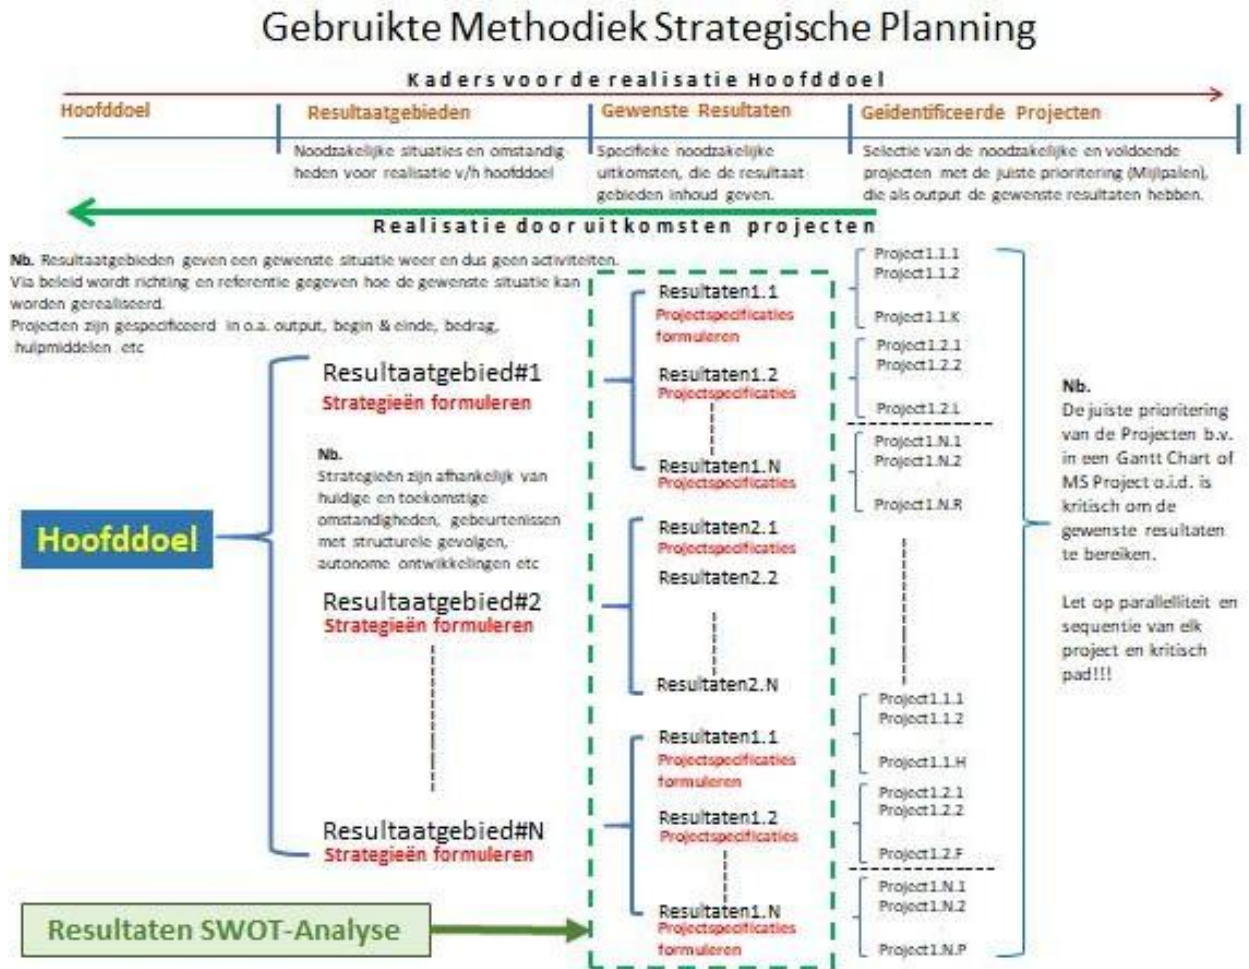 Gebruikte Methodiek Strategische Planning
Kaders voor de realisatie Hoofddoel
Hoofddoel
Resultaatgebieden
Gewenste Resultaten
Geidentificeerde Projecten
Noodzakelijke situaties en omstandig-
heden voor realisatie v/h hoofddoel
Specifieke noodzakelijke
uitkomsten, die de resultaat
gebieden inhoud geven.
Selectie van de noodzakelijke en voldoende
projecten met de juiste prioritering (Mijlpalen),
die als output de gewenste resultaten hebben.
Realisatie door uitkomsten projecten
Nb. Resultaatgebieden geven een gewenste situatie weer en dus geen activiteiten.
Via beleid wordt richting en referentie gegeven hoe de gewenste situatie kan
worden gerealiseerd.
Projecten zijn gespecificeerd in o.a. output, begin & einde, bedrag,
hulpmiddelen etc
Hoofddoel
Resultaatgebied#1
Strategieën formuleren
Nb.
Strategieën zijn afhankelijk van
huidige en toekomstige
omstandigheden, gebeurtenissen
met structurele gevolgen,
autonome ontwikkelingen etc
Resultaatgebied#2
Strategieën formuleren
Resultaatgebied#N
Strategieën formuleren
Resultaten SWOT-Analyse
Resultaten1.1
Projectspecificaties
formuleren
Resultaten1.2
Projectspecificaties
Resultaten1.N
Projectspecificaties
Resultaten2.1
Projectspecificaties
Resultaten2.2
Resultaten2.N
Resultaten1.1
Projectspecificaties
formuleren
Resultaten1.2
Projectspecificaties
Resultaten1.N
Projectspecificaties
formuleren
Project1.1.1
Project1.1.2
Project1.1.K
Project1.2.1
Project1.2.2
Project1.2.L
Project1.N.1
Project1.N.2
Project1.N.R
Project1.1.1
Project1.1.2
Project1.1.H
Project1.2.1
Project1.2.2
Project1.2.F
Project1.N.1
Project1.N.2
Project1.N.P
Nb.
De juiste prioritering
van de Projecten b.v.
in een Gantt Chart of
MS Project o.i.d. is
kritisch om de
gewenste resultaten
te bereiken.
Let op parallelliteit en
sequentie van elk
project en kritisch
pad!!!